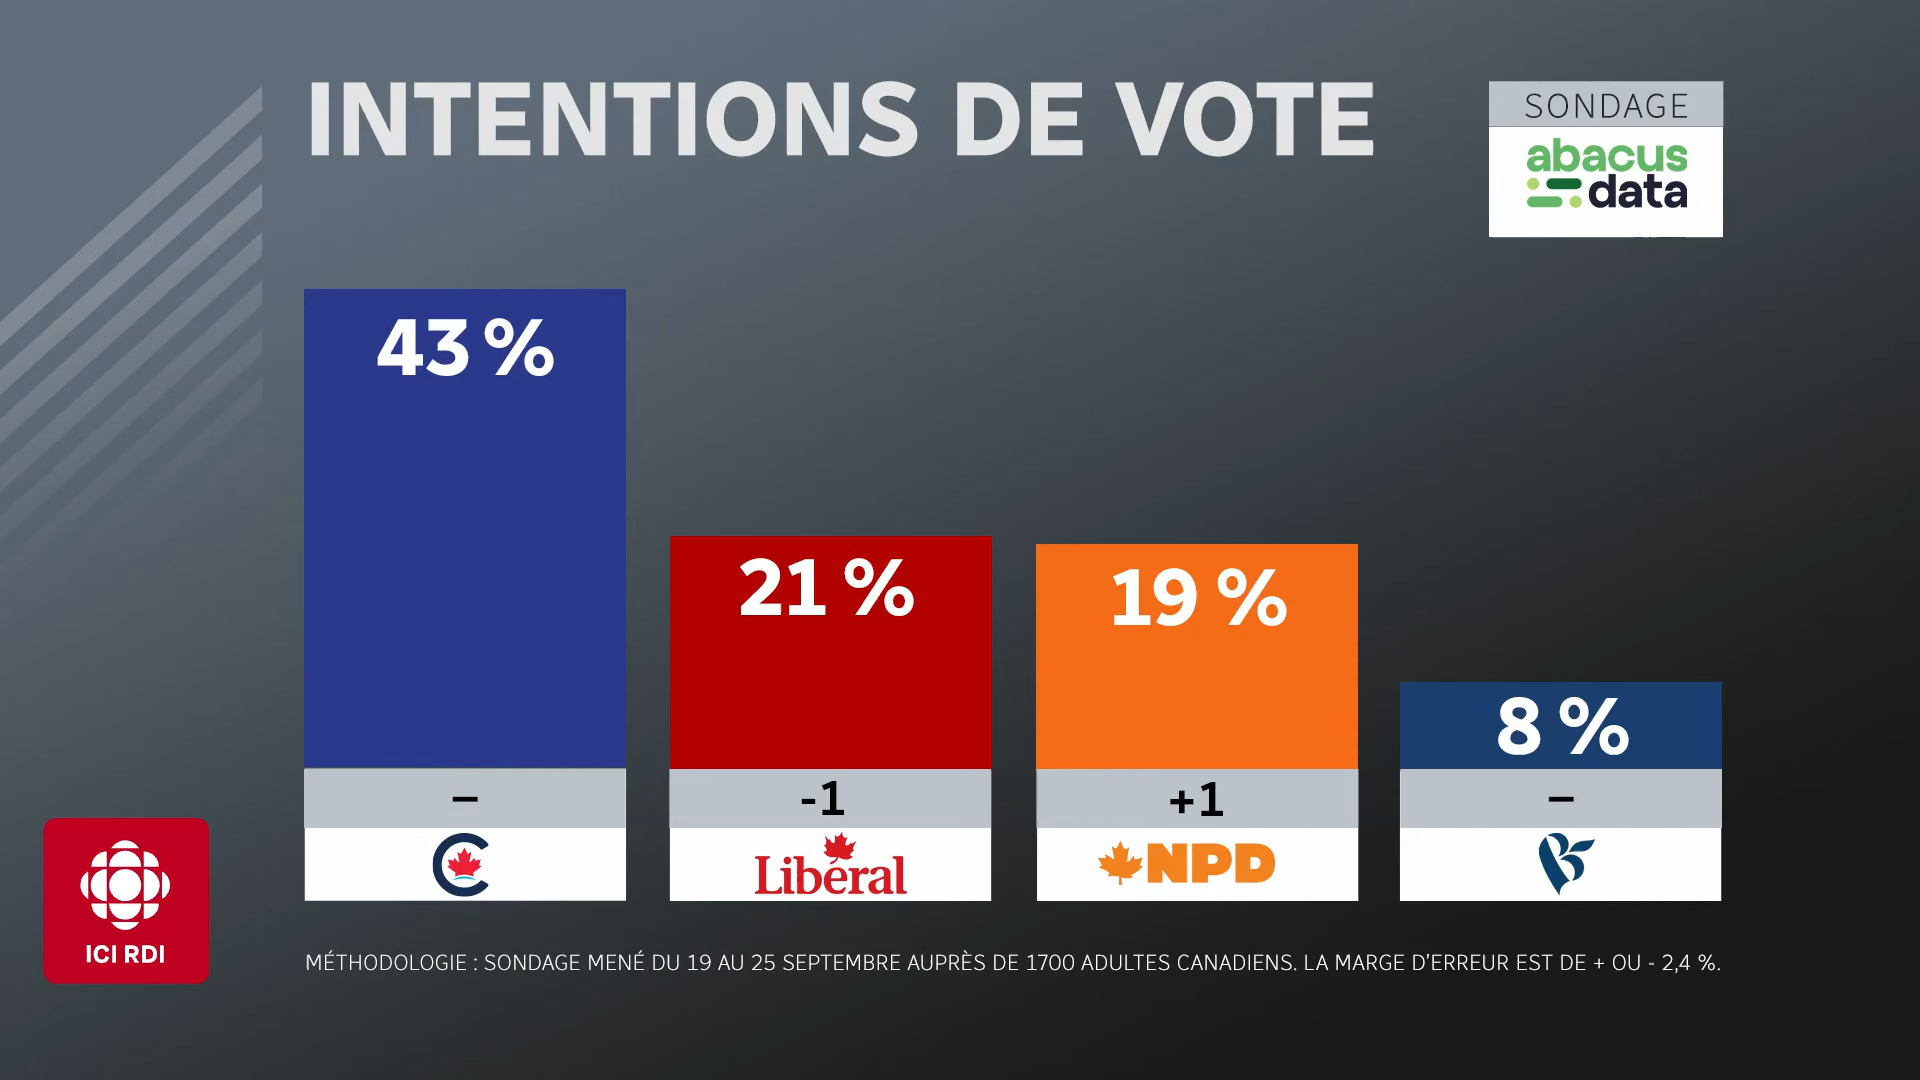 INTENTIONS DE VOTE
SONDAGE
abacus
data
43 %
21 %
19 %
8 %
–
-1
+1
–
C
Libéral
NPD
ICI RDI
MÉTHODOLOGIE : SONDAGE MENÉ DU 19 AU 25 SEPTEMBRE AUPRÈS DE 1700 ADULTES CANADIENS. LA MARGE D'ERREUR EST DE + OU - 2,4 %.